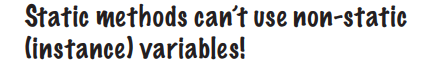 Static methods can’t use non-static
(instance) variables!